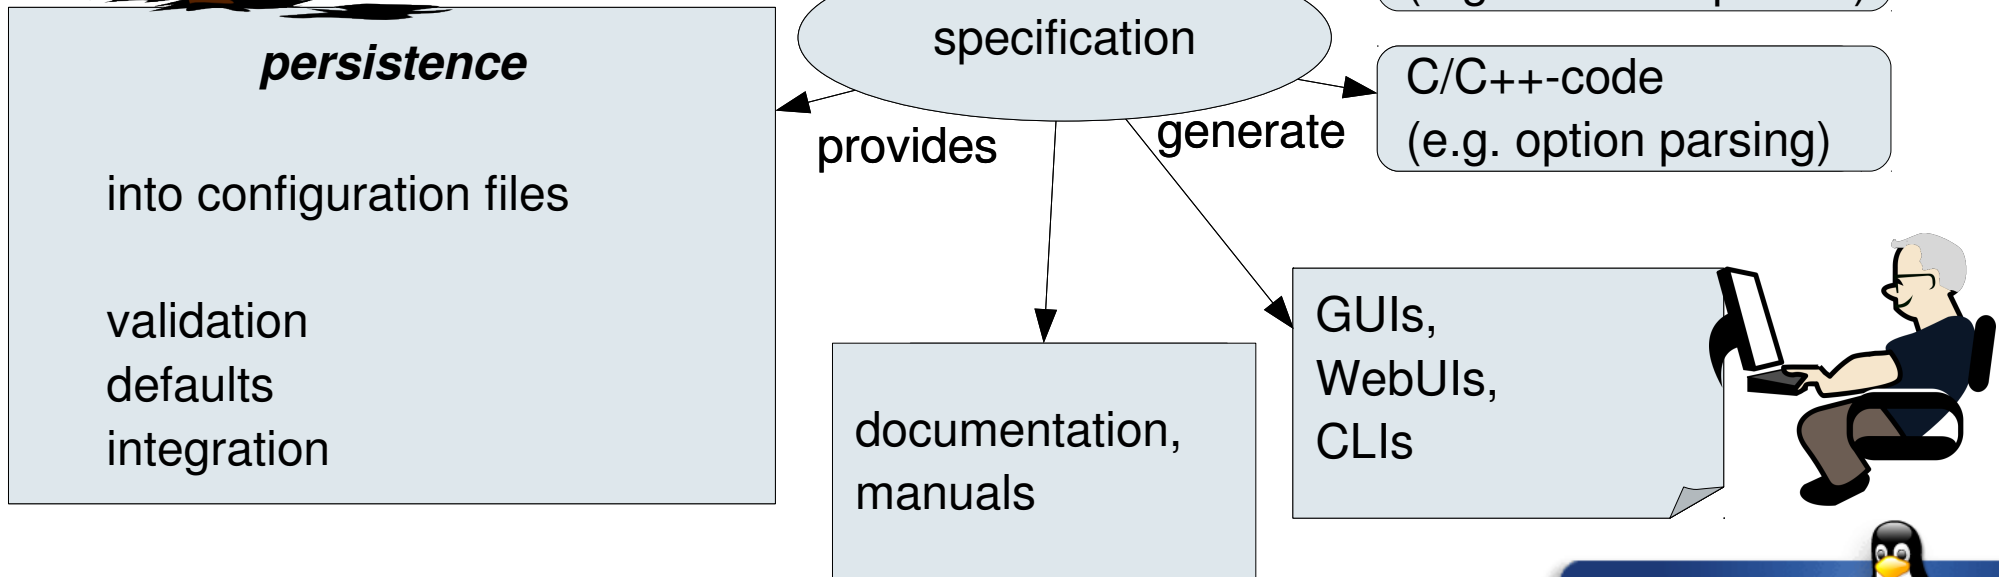 persistence
into configuration files
validation
defaults
integration
specification
provides
generate
C/C++-code
(e.g. option parsing)
documentation,
manuals
GUIs,
WebUIs,
CLIs